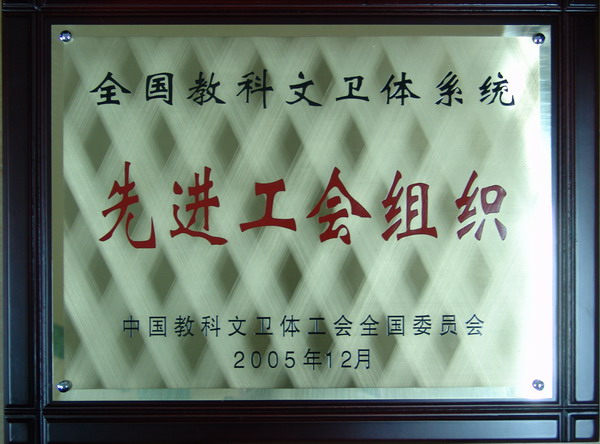 全国教科文卫体系统
先进工会组织
中国教科文卫体工会全国委员会
2005年12月